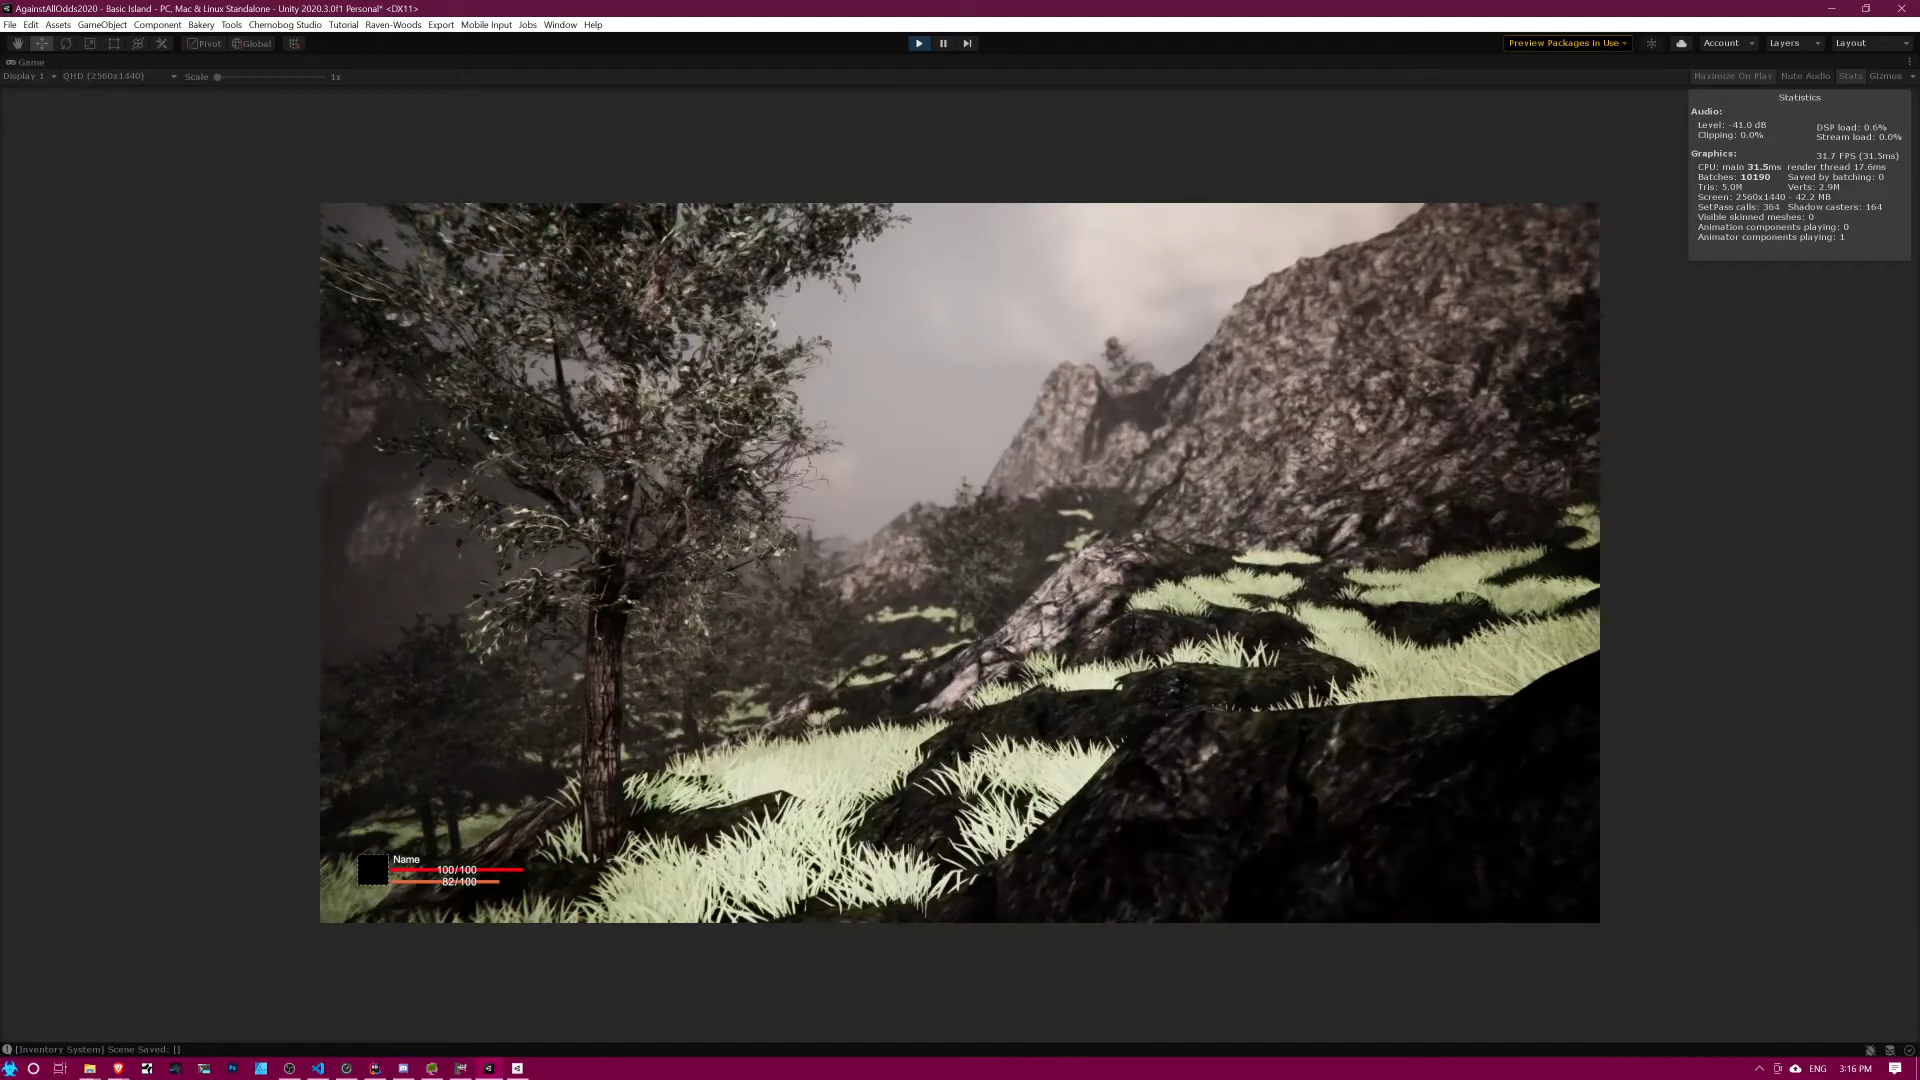 AgainstAllOdds2020 - Basic Island - PC, Mac & Linux Standalone - Unity 2020.3.0f1 Personal* <DX11>
File Edit Assets GameObject Component Bakery Tools Chernobog Studio Tutorial Raven-Woods Export Mobile Input Jobs Window Help
Pivot Global Preview Packages in Use Account Layers Layout
Game
Display 1 QHD (2560x1440) Scale 1x Maximize On Play Mute Audio Stats Gizmos
Statistics
Audio:
Level: -41.0 dB DSP load: 0.6%
Clipping: 0.0% Stream load: 0.0%
Graphics: 31.7 FPS (31.5ms)
CPU: main 31.5ms render thread 17.6ms
Batches: 10190 Saved by batching: 0
Tris: 5.0M Verts: 2.9M
Screen: 2560x1440 - 42.2 MB
SetPass calls: 364 Shadow casters: 164
Visible skinned meshes: 0
Animation components playing: 0
Animator components playing: 1
Name
100/100
82/100
[Inventory System] Scene Saved: []
ENG 3:16 PM